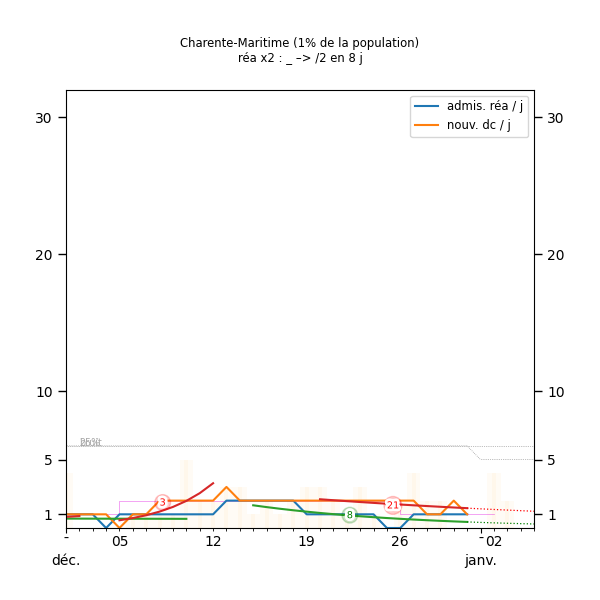 Charente-Maritime (1% de la population)
réa x2 : _ –> /2 en 8 j
admis. réa / j
nouv. dc / j
30
30
20
20
10
10
5
5
1
1
3
8
21
- 05 12 19 26 - 02
déc. janv.